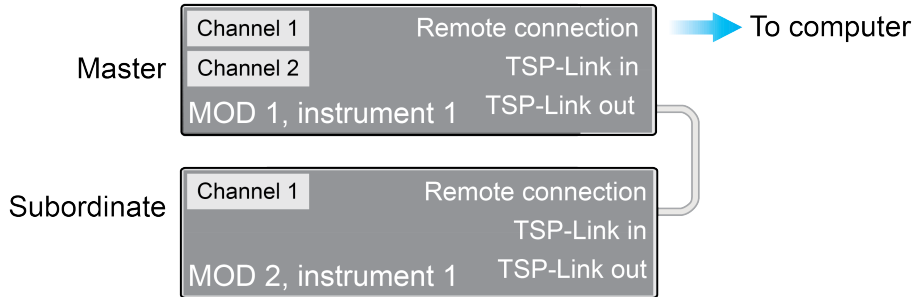 Channel 1 Remote connection To computer
Master Channel 2 TSP-Link in
MOD 1, instrument 1 TSP-Link out
Channel 1 Remote connection
Subordinate
TSP-Link in
MOD 2, instrument 1 TSP-Link out